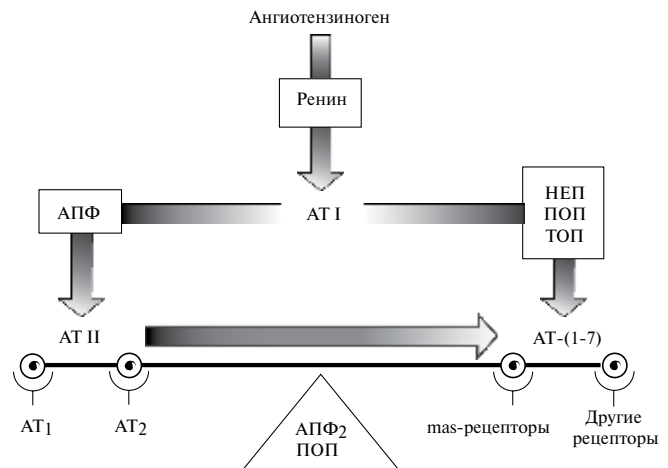 Ангиотензиноген
Ренин
АПФ
АТ I
НЕП
ПОП
ТОП
АТ II
АТ-(1-7)
АТ₁
АТ₂
АПФ₂
ПОП
mas-рецепторы
Другие
рецепторы